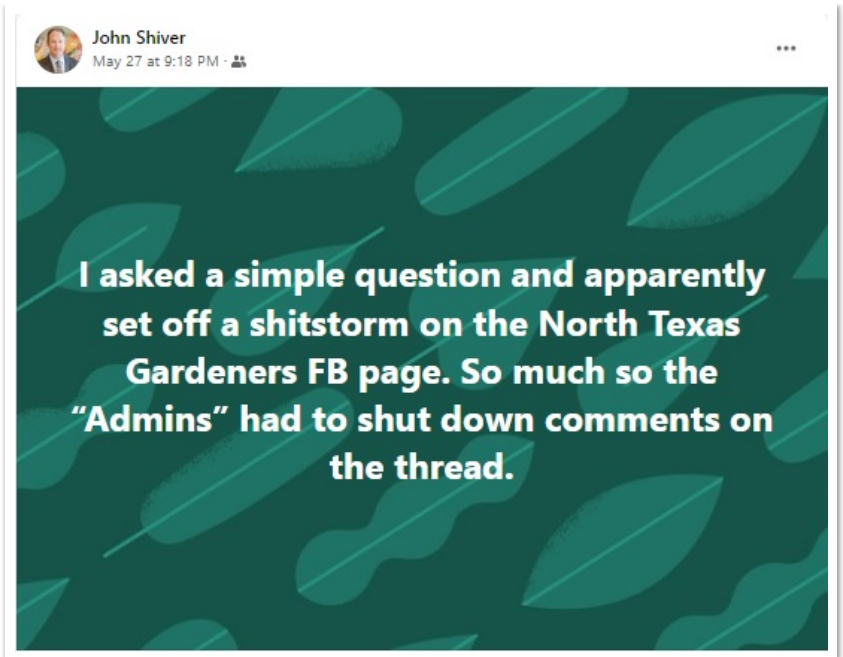 John Shiver
May 27 at 9:18 PM ·
I asked a simple question and apparently
set off a shitstorm on the North Texas
Gardeners FB page. So much so the
“Admins” had to shut down comments on
the thread.